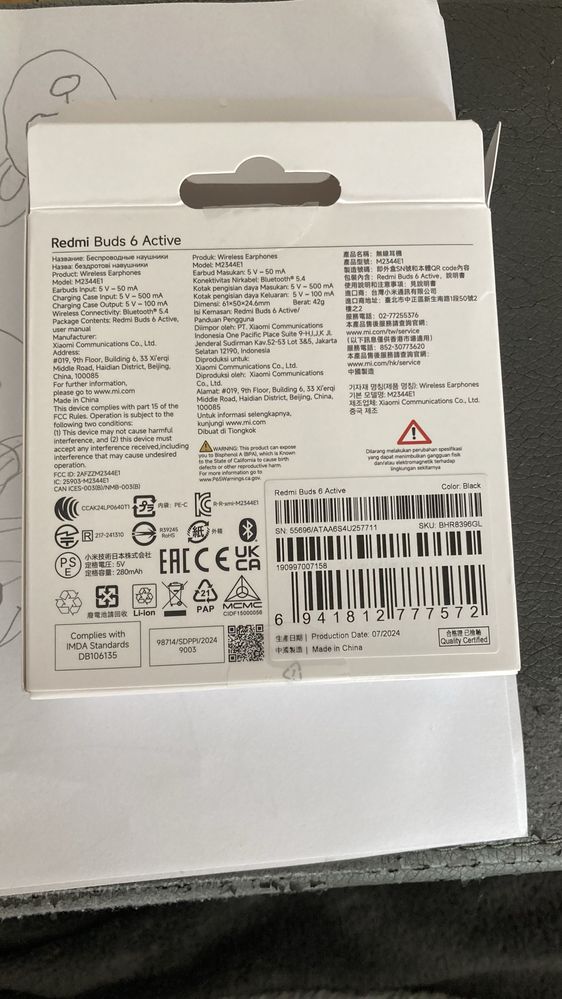 Redmi Buds 6 Active
Название: Беспроводные наушники
Назва: бездротові навушники
Product: Wireless Earphones
Model: M2344E1
Earbuds Input: 5 V ⎓ 50 mA
Charging Case Input: 5 V ⎓ 500 mA
Charging Case Output: 5 V ⎓ 100 mA
Wireless Connectivity: Bluetooth® 5.4
Package Contents: Redmi Buds 6 Active,
user manual
Manufacturer:
Xiaomi Communications Co., Ltd.
Address:
#019, 9th Floor, Building 6, 33 Xi'erqi
Middle Road, Haidian District, Beijing,
China, 100085
For further information,
please go to www.mi.com
Made in China
This device complies with part 15 of the
FCC Rules. Operation is subject to the
following two conditions:
(1) This device may not cause harmful
interference, and (2) this device must
accept any interference received,including
interference that may cause undesired
operation.
FCC ID: 2AFZZM2344E1
IC: 25903-M2344E1
CAN ICES-003(B)/NMB-003(B)
Produk: Wireless Earphones
Model: M2344E1
Earbud Masukan: 5 V ⎓ 50 mA
Konektivitas Nirkabel: Bluetooth® 5.4
Kotak pengisian daya Masukan: 5 V ⎓ 500 mA
Kotak pengisian daya Keluaran: 5 V ⎓ 100 mA
Dimensi: 61×50×24.6mm Berat: 42g
Isi Kemasan: Redmi Buds 6 Active/
Panduan Pengguna
Diimpor oleh: PT. Xiaomi Communications
Indonesia One Pacific Place Suite 9-H,I,J,K Jl.
Jenderal Sudirman Kav.52-53 Lot 3&5, Jakarta
Selatan 12190, Indonesia
Diproduksi untuk:
Xiaomi Communications Co., Ltd.
Diproduksi oleh: Xiaomi Communications
Co., Ltd.
Alamat: #019, 9th Floor, Building 6, 33 Xi'erqi
Middle Road, Haidian District, Beijing, China,
100085
Untuk informasi selengkapnya,
kunjungi www.mi.com
Dibuat di Tiongkok
WARNING: This product can expose
you to Bisphenol A (BPA), which is Known
to the State of California to cause birth
defects or other reproductive harm.
For more information go to:
www.P65Warnings.ca.gov.
產品名稱: 無線耳機
產品型號: M2344E1
製造號碼: 即外盒SN號和本體QR code內容
包裝內含: Redmi Buds 6 Active、說明書
使用說明和注意事項: 見說明書
進口商: 台灣小米通訊有限公司
進口商地址: 臺北市中正區新生南路1段50號2
樓之2
服務電話: 02-77255376
本產品售後服務請查詢官網:
www.mi.com/tw/service
(以下訊息僅供香港市場適用)
服務電話: 852-30773620
本產品售後服務請查詢官網:
www.mi.com/hk/service
中國製造
기자재 명칭(제품 명칭): Wireless Earphones
기본 모델명: M2344E1
제조업체: Xiaomi Communications Co., Ltd.
중국 제조
Dilarang melakukan perubahan spesifikasi
yang dapat menimbulkan gangguan fisik
dan/atau elektromagnetik terhadap
lingkungan sekitarnya
CCAK24LP0640T1
内袋: PE-C
R-R-xmi-M2344E1
R 217-241310
R39245
RoHS
紙 外箱
PS
E
小米技術日本株式会社
定格電圧: 5V
定格容量: 280mAh
EAC CE UK
CA
廢電池請回收
Li-ion
21
PAP
MCMC
CIDF15000056
Complies with
IMDA Standards
DB106135
98714/SDPPI/2024
9003
Redmi Buds 6 Active Color: Black
SN: 55696/ATAA6S4U257711 SKU: BHR8396GL
190997007158
6 941812 777572
生產日期 | Production Date: 07/2024
中國製造 | Made in China
合格證 已檢驗
Quality Certified